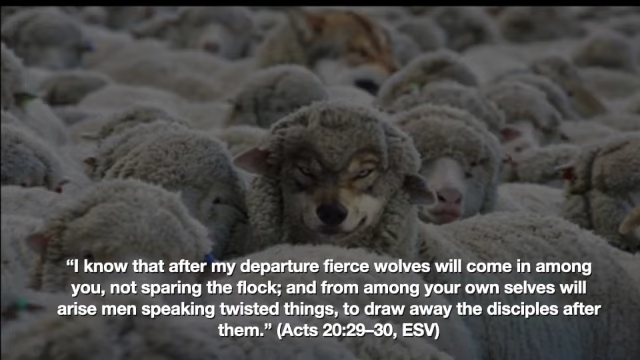 “I know that after my departure fierce wolves will come in among
you, not sparing the flock; and from among your own selves will
arise men speaking twisted things, to draw away the disciples after
them.” (Acts 20:29–30, ESV)